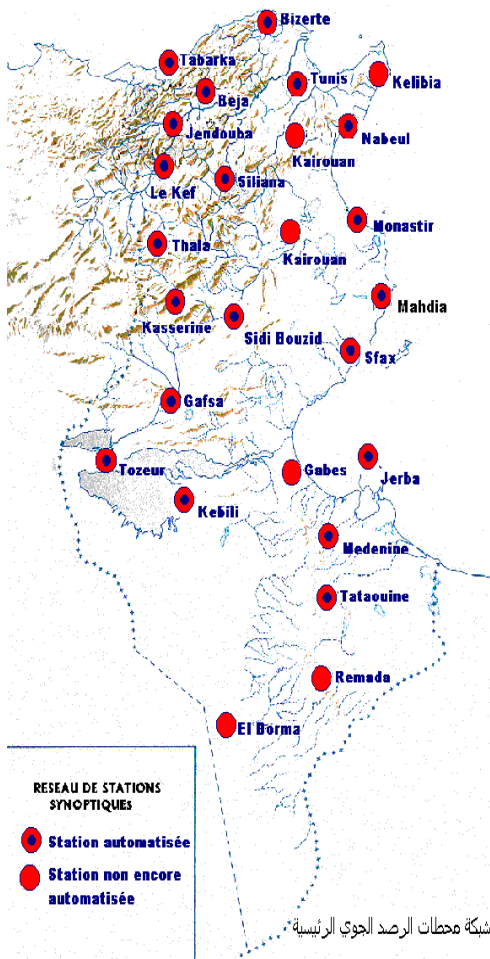 Bizerte
Tabarka
Tunis
Kelibia
Beja
Jendouba
Nabeul
Kairouan
Le Kef
Siliana
Monastir
Thala
Kairouan
Mahdia
Kasserine
Sidi Bouzid
Sfax
Gafsa
Tozeur
Gabes
Jerba
Kebili
Medenine
Tataouine
Remada
El Borma
RESEAU DE STATIONS
SYNOPTIQUES
Station automatisée
Station non encore
automatisée
شبكة محطات الرصد الجوي الرئيسية